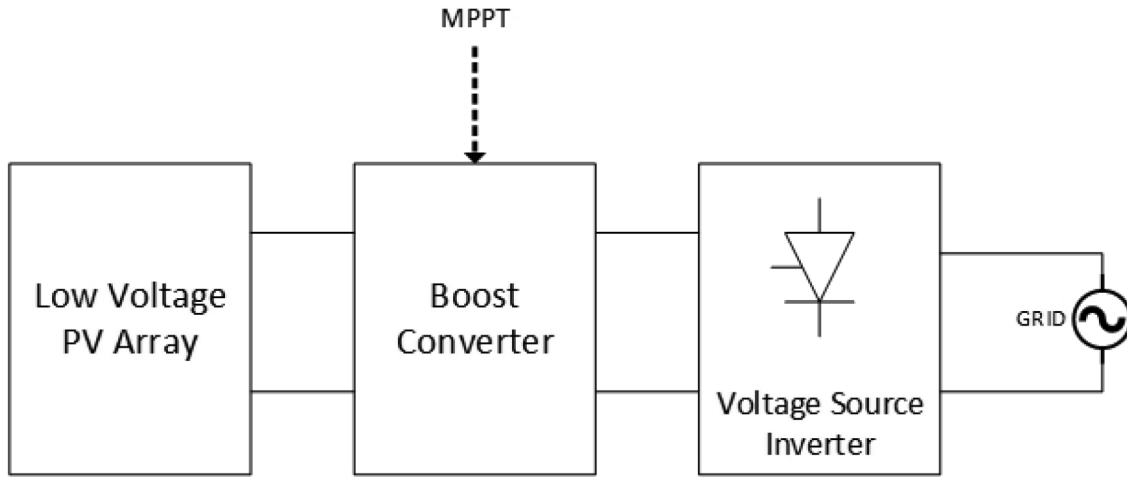 MPPT
Low Voltage
PV Array
Boost
Converter
Voltage Source
Inverter
GRID